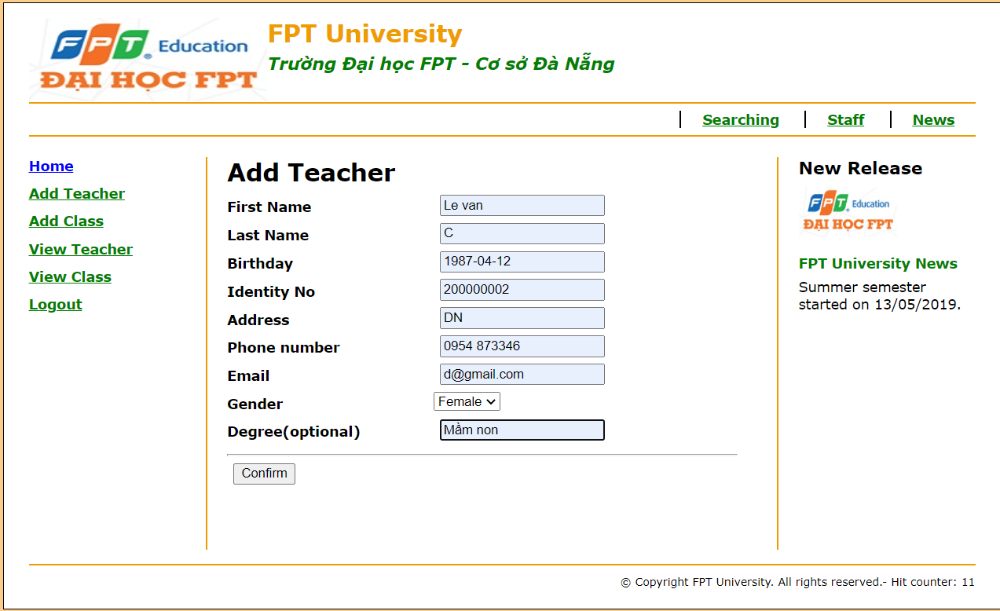 FPT Education
ĐẠI HỌC FPT
FPT University
Trường Đại học FPT - Cơ sở Đà Nẵng
Searching
Staff
News
Home
Add Teacher
Add Class
View Teacher
View Class
Logout
Add Teacher
First Name Le van
Last Name C
Birthday 1987-04-12
Identity No 200000002
Address DN
Phone number 0954 873346
Email d@gmail.com
Gender Female
Degree(optional) Mầm non
Confirm
New Release
FPT Education
ĐẠI HỌC FPT
FPT University News
Summer semester
started on 13/05/2019.
© Copyright FPT University. All rights reserved.- Hit counter: 11